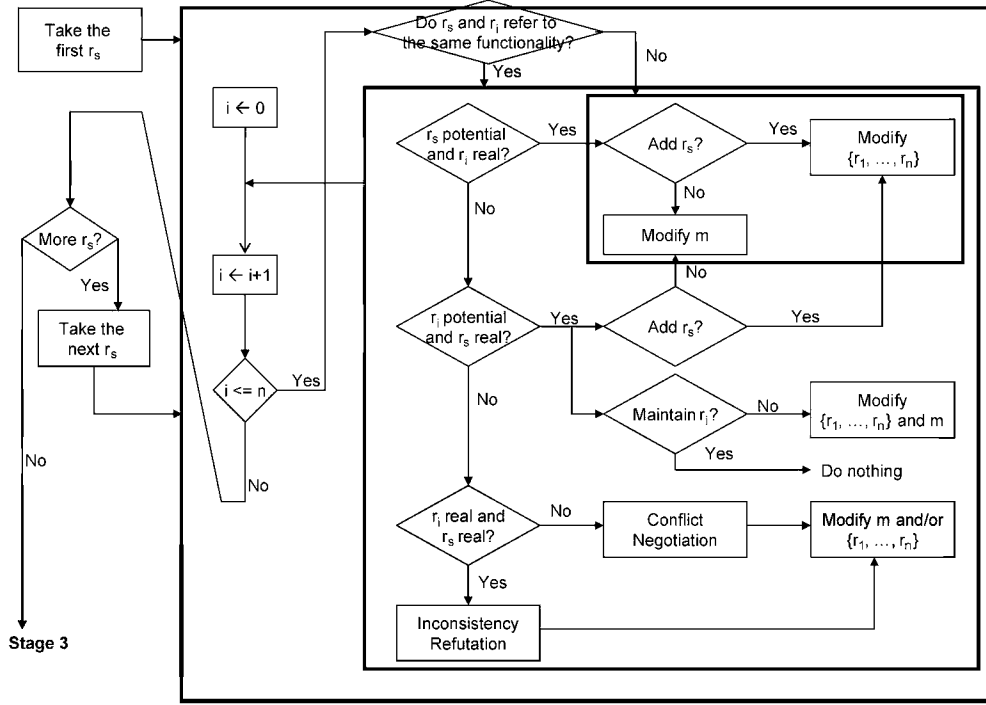 Take the
first rs
Do rs and ri refer to
the same functionality?
No
Yes
i ← 0
rs potential
and ri real?
Yes
Add rs?
Yes
Modify
{r1, …, rn}
No
No
Modify m
More rs?
Yes
i ← i+1
No
Take the
next rs
ri potential
and rs real?
Yes
Add rs?
Yes
i <= n
Yes
No
Maintain ri?
No
Modify
{r1, …, rn} and m
Yes
Do nothing
No
No
ri real and
rs real?
No
Conflict
Negotiation
Modify m and/or
{r1, …, rn}
Yes
Inconsistency
Refutation
Stage 3